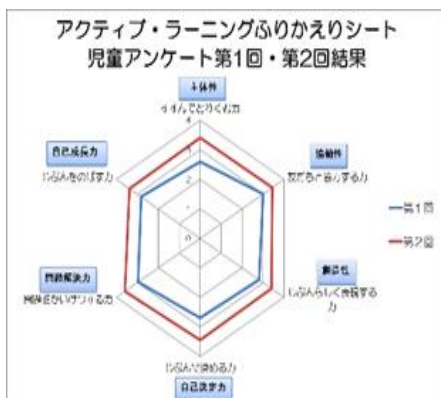 アクティブ・ラーニングふりかえりシート
児童アンケート第1回・第2回結果
主体性
すすんでとりくむ力
4
3
2
1
0
協働性
友だちと協力する力
創造性
じぶんらしく表現する
力
自己決定力
じぶんで決める力
問題解決力
問題をかいけつする力
自己成長力
じぶんをのばす力
第1回
第2回